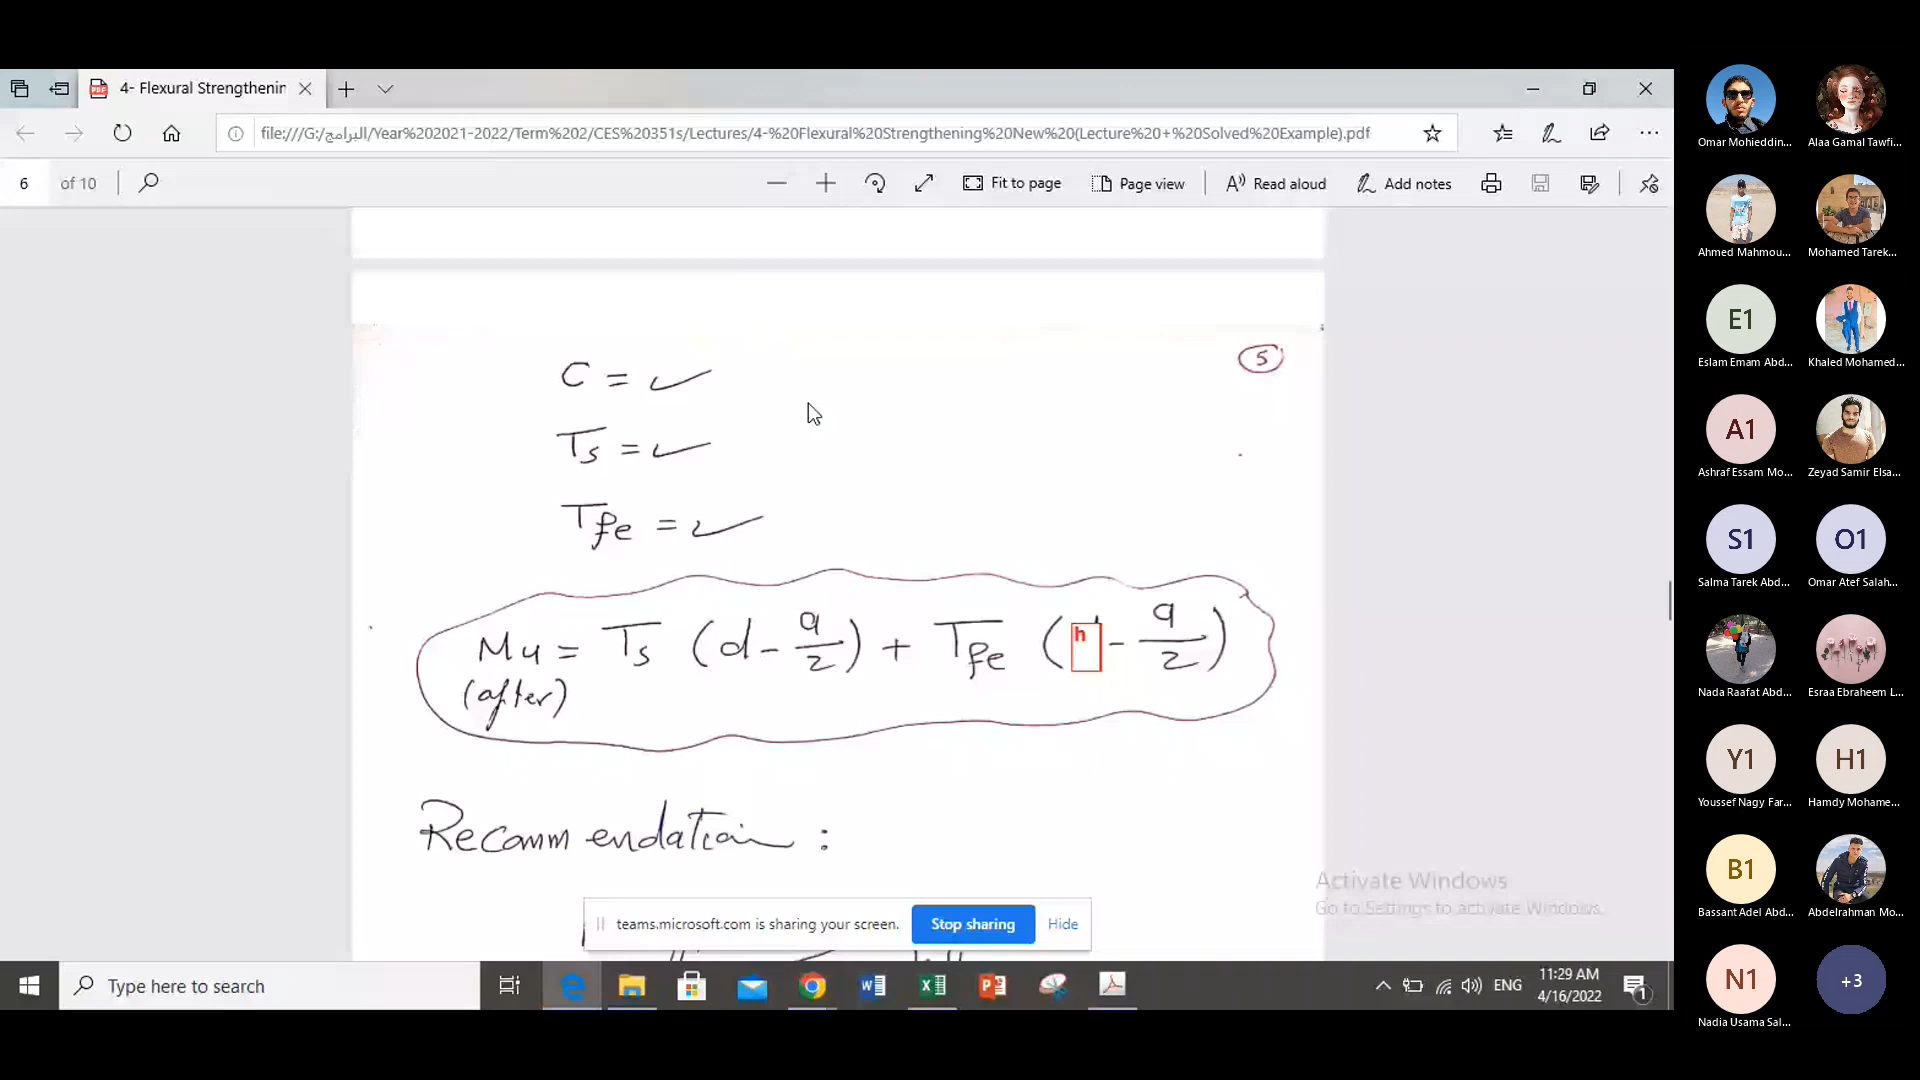 4- Flexural Strengthenin
file:///G:/البرامج/Year%202021-2022/Term%202/CES%20351s/Lectures/4-%20Flexural%20Strengthening%20New%20(Lecture%20+%20Solved%20Example).pdf
6 of 10
Fit to page
Page view
Read aloud
Add notes
5
C = ✓
Ts = ✓
Tfe = ✓
Mu = Ts (d - a/2) + Tfe (h - a/2)
(after)
Recommendation :
Activate Windows
Go to Settings to activate Windows.
teams.microsoft.com is sharing your screen. Stop sharing Hide
Type here to search
ENG
11:29 AM
4/16/2022
1
Omar Mohieddin...
Alaa Gamal Tawfi...
Ahmed Mahmou...
Mohamed Tarek...
E1
Eslam Emam Abd...
Khaled Mohamed...
A1
Ashraf Essam Mo...
Zeyad Samir Elsa...
S1
O1
Salma Tarek Abd...
Omar Atef Salah...
Nada Raafat Abd...
Esraa Ebraheem L...
Y1
H1
Youssef Nagy Far...
Hamdy Mohame...
B1
Bassant Adel Abd...
Abdelrahman Mo...
N1
+3
Nadia Usama Sal...